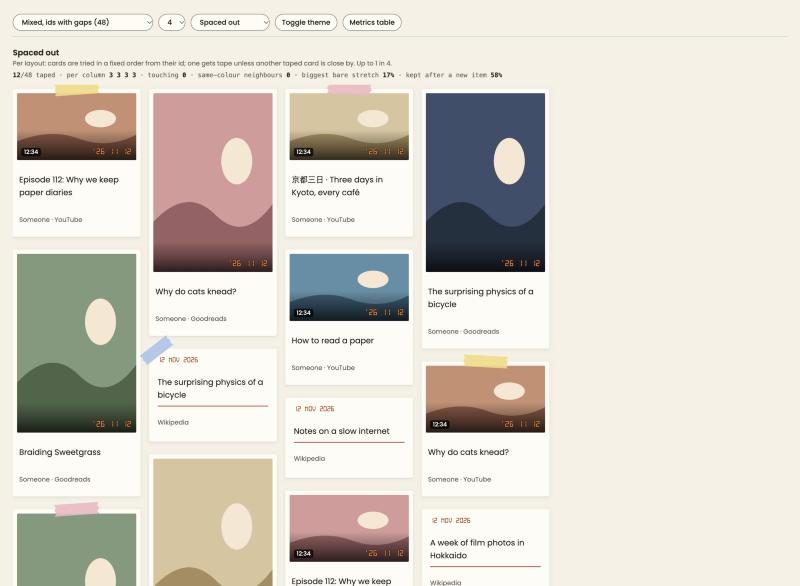 Mixed, ids with gaps (48)
4
Spaced out
Toggle theme
Metrics table
Spaced out
Per layout: cards are tried in a fixed order from their id; one gets tape unless another taped card is close by. Up to 1 in 4.
12/48 taped · per column 3 3 3 3 · touching 0 · same-colour neighbours 0 · biggest bare stretch 17% · kept after a new item 58%
12:34
'26 11 12
Episode 112: Why we keep
paper diaries
Someone · YouTube
'26 11 12
Braiding Sweetgrass
Someone · Goodreads
'26 11 12
Why do cats knead?
Someone · Goodreads
12 NOV 2026
The surprising physics of a
bicycle
Wikipedia
12:34
'26 11 12
京都三日 · Three days in
Kyoto, every café
Someone · YouTube
12:34
'26 11 12
How to read a paper
Someone · YouTube
12 NOV 2026
Notes on a slow internet
Wikipedia
12:34
'26 11 12
Episode 112: Why we keep
'26 11 12
The surprising physics of a
bicycle
Someone · Goodreads
12:34
'26 11 12
Why do cats knead?
Someone · YouTube
12 NOV 2026
A week of film photos in
Hokkaido
Wikipedia